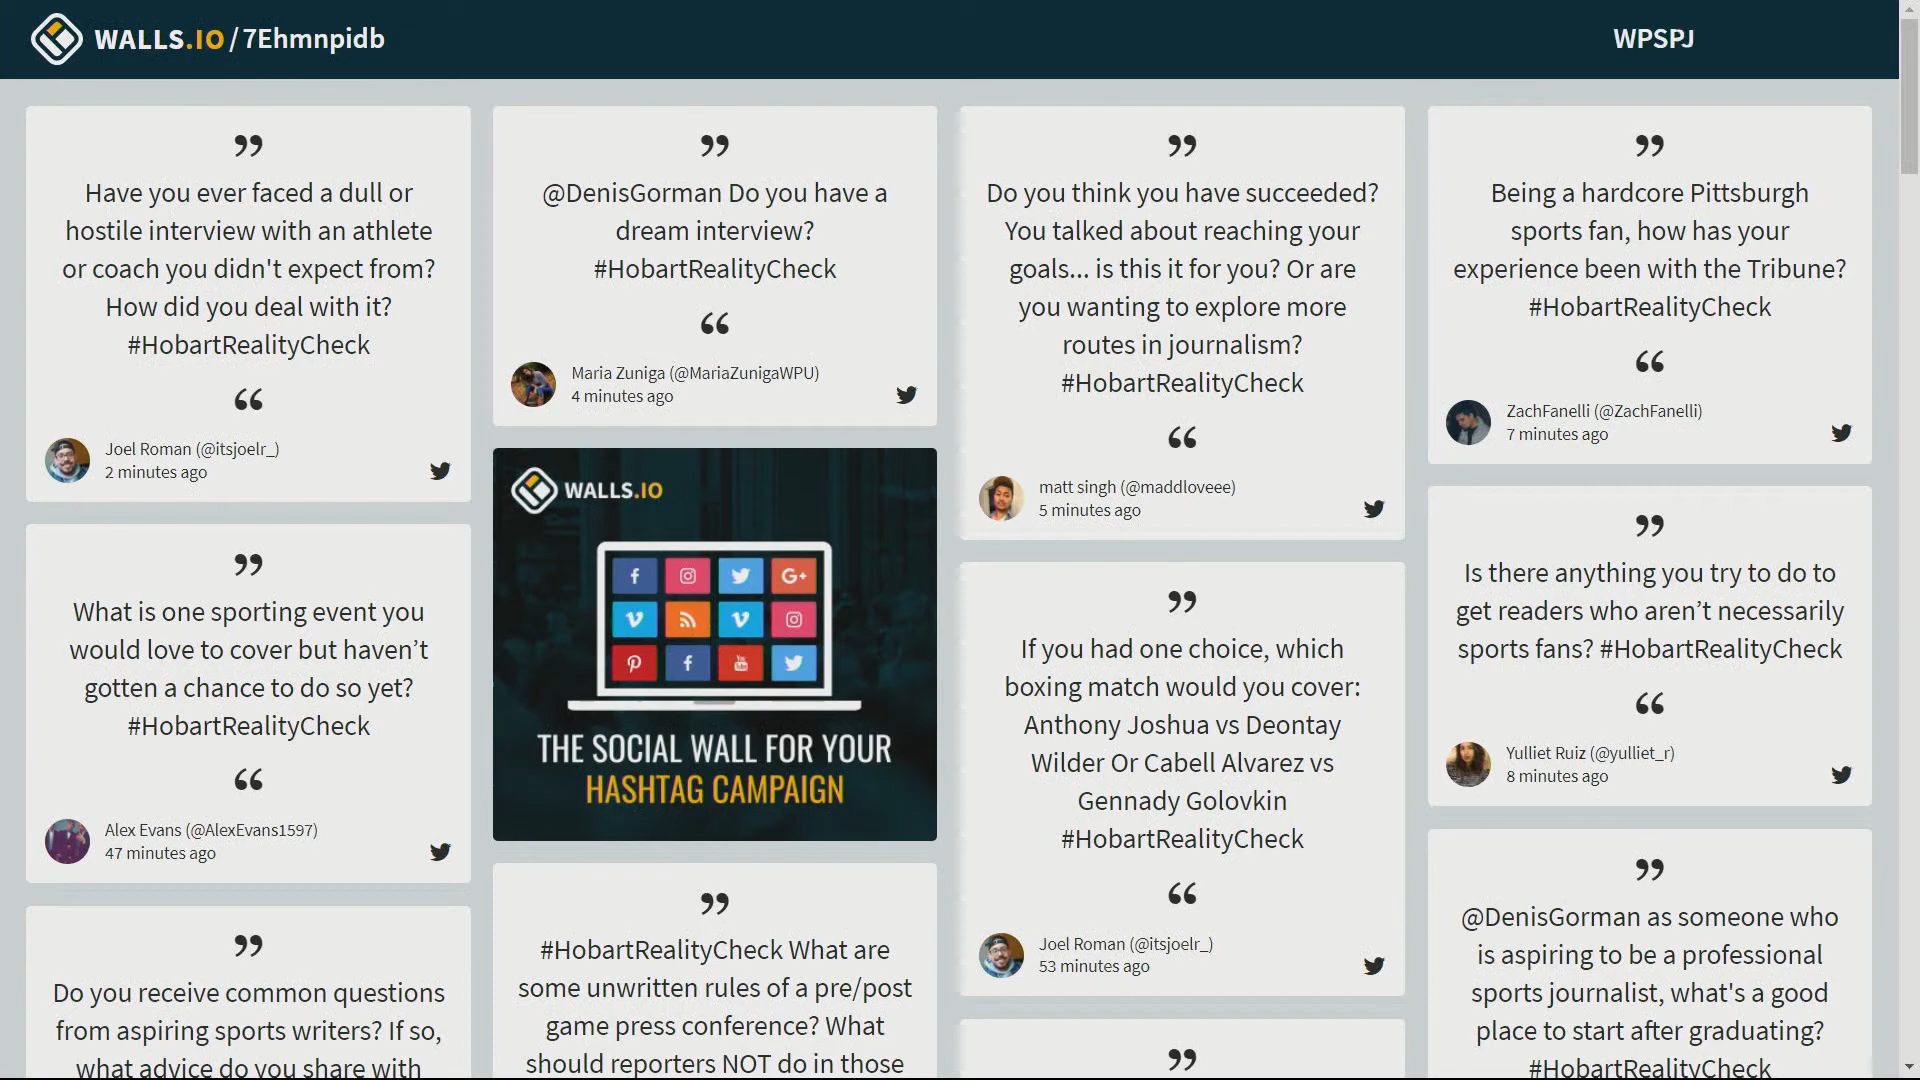 WALLS.IO / 7Ehmnpidb
WPSPJ
”
Have you ever faced a dull or
hostile interview with an athlete
or coach you didn't expect from?
How did you deal with it?
#HobartRealityCheck
“
Joel Roman (@itsjoelr_)
2 minutes ago
”
What is one sporting event you
would love to cover but haven’t
gotten a chance to do so yet?
#HobartRealityCheck
“
Alex Evans (@AlexEvans1597)
47 minutes ago
”
Do you receive common questions
from aspiring sports writers? If so,
what advice do you share with
”
@DenisGorman Do you have a
dream interview?
#HobartRealityCheck
“
Maria Zuniga (@MariaZunigaWPU)
4 minutes ago
WALLS.IO
THE SOCIAL WALL FOR YOUR
HASHTAG CAMPAIGN
”
#HobartRealityCheck What are
some unwritten rules of a pre/post
game press conference? What
should reporters NOT do in those
”
Do you think you have succeeded?
You talked about reaching your
goals... is this it for you? Or are
you wanting to explore more
routes in journalism?
#HobartRealityCheck
“
matt singh (@maddloveee)
5 minutes ago
”
If you had one choice, which
boxing match would you cover:
Anthony Joshua vs Deontay
Wilder Or Cabell Alvarez vs
Gennady Golovkin
#HobartRealityCheck
“
Joel Roman (@itsjoelr_)
53 minutes ago
”
”
Being a hardcore Pittsburgh
sports fan, how has your
experience been with the Tribune?
#HobartRealityCheck
“
ZachFanelli (@ZachFanelli)
7 minutes ago
”
Is there anything you try to do to
get readers who aren’t necessarily
sports fans? #HobartRealityCheck
“
Yulliet Ruiz (@yulliet_r)
8 minutes ago
”
@DenisGorman as someone who
is aspiring to be a professional
sports journalist, what's a good
place to start after graduating?
#HobartRealityCheck